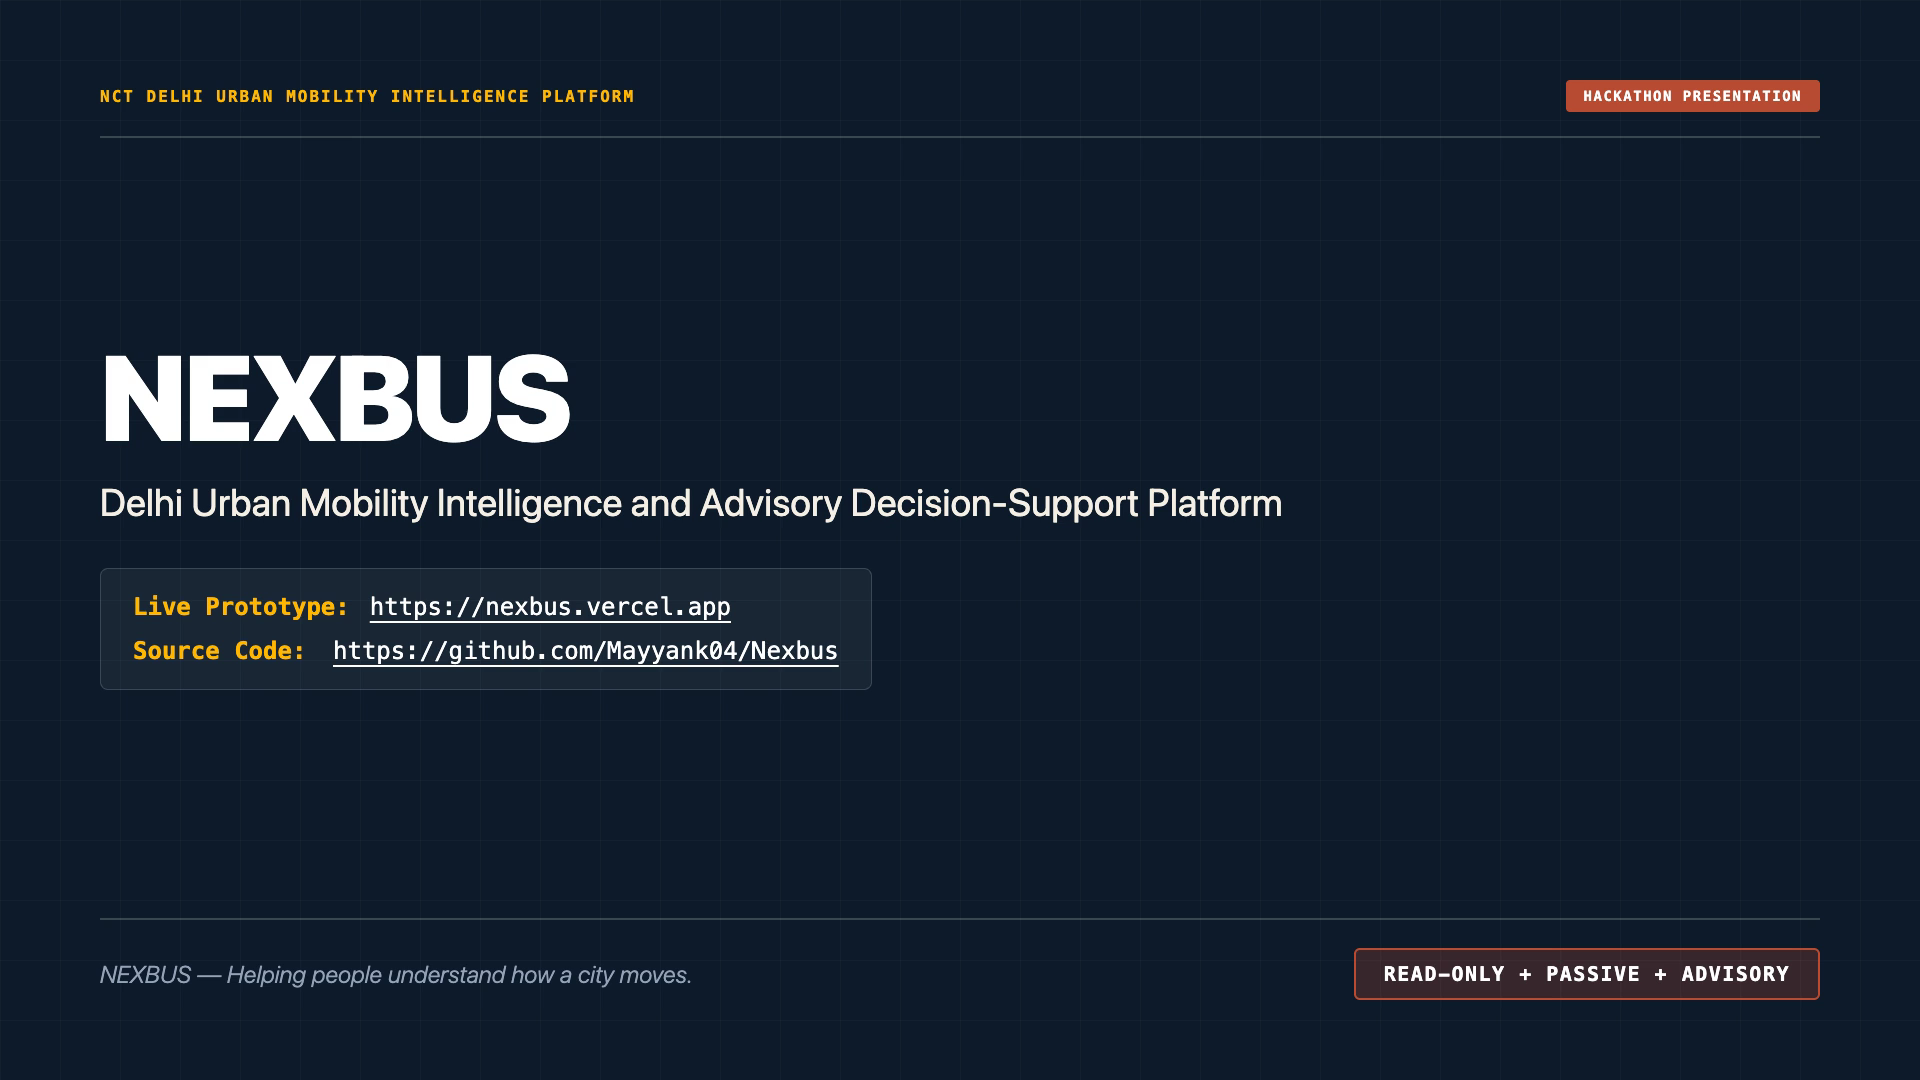 NCT DELHI URBAN MOBILITY INTELLIGENCE PLATFORM
HACKATHON PRESENTATION
NEXBUS
Delhi Urban Mobility Intelligence and Advisory Decision-Support Platform
Live Prototype: https://nexbus.vercel.app
Source Code: https://github.com/Mayyank04/Nexbus
NEXBUS — Helping people understand how a city moves.
READ-ONLY + PASSIVE + ADVISORY